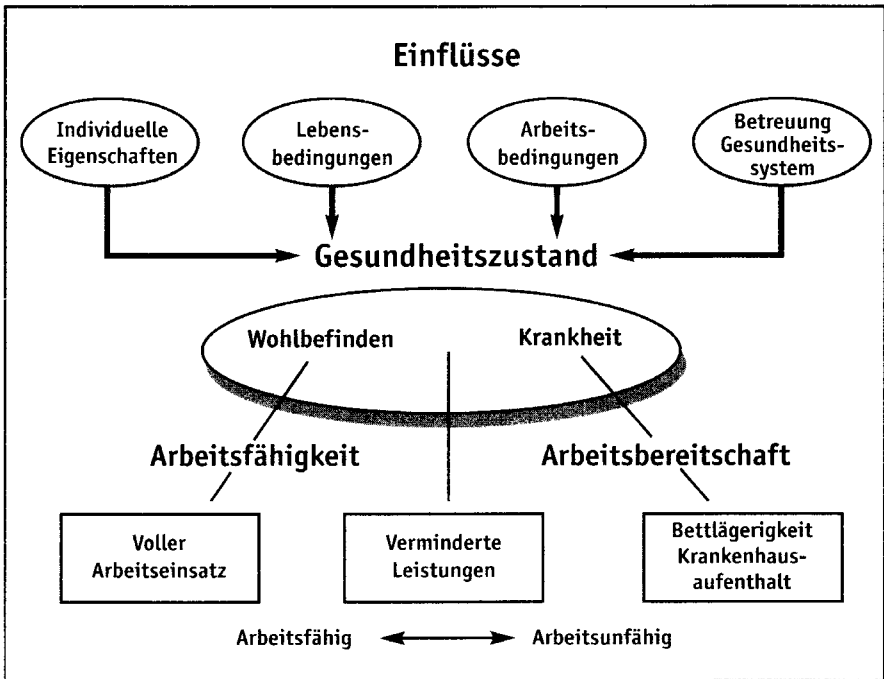 Einflüsse
Individuelle
Eigenschaften
Lebens-
bedingungen
Arbeits-
bedingungen
Betreuung
Gesundheits-
system
Gesundheitszustand
Wohlbefinden
Krankheit
Arbeitsfähigkeit
Arbeitsbereitschaft
Voller
Arbeitseinsatz
Verminderte
Leistungen
Bettlägerigkeit
Krankenhaus-
aufenthalt
Arbeitsfähig
Arbeitsunfähig